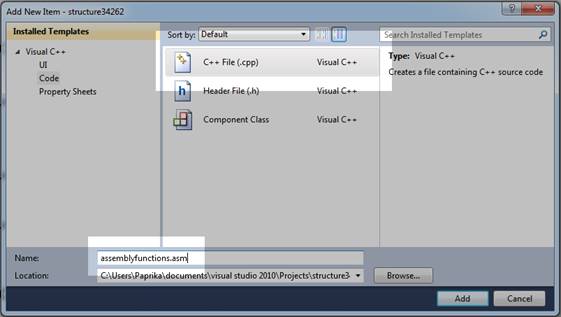 Add New Item - structure34262
Installed Templates
Sort by: Default
Search Installed Templates
Visual C++
UI
Code
Property Sheets
C++ File (.cpp) Visual C++
Header File (.h) Visual C++
Component Class Visual C++
Type: Visual C++
Creates a file containing C++ source code
Name: assemblyfunctions.asm
Location: C:\Users\Paprika\documents\visual studio 2010\Projects\structure3
Browse...
Add Cancel